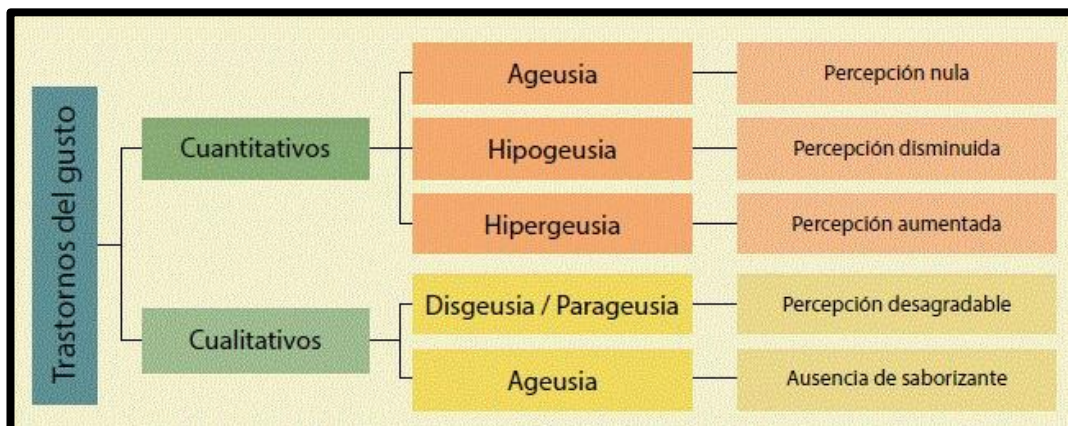 Trastornos del gusto
Cuantitativos
Ageusia
Percepción nula
Hipogeusia
Percepción disminuida
Hipergeusia
Percepción aumentada
Cualitativos
Disgeusia / Parageusia
Percepción desagradable
Ageusia
Ausencia de saborizante